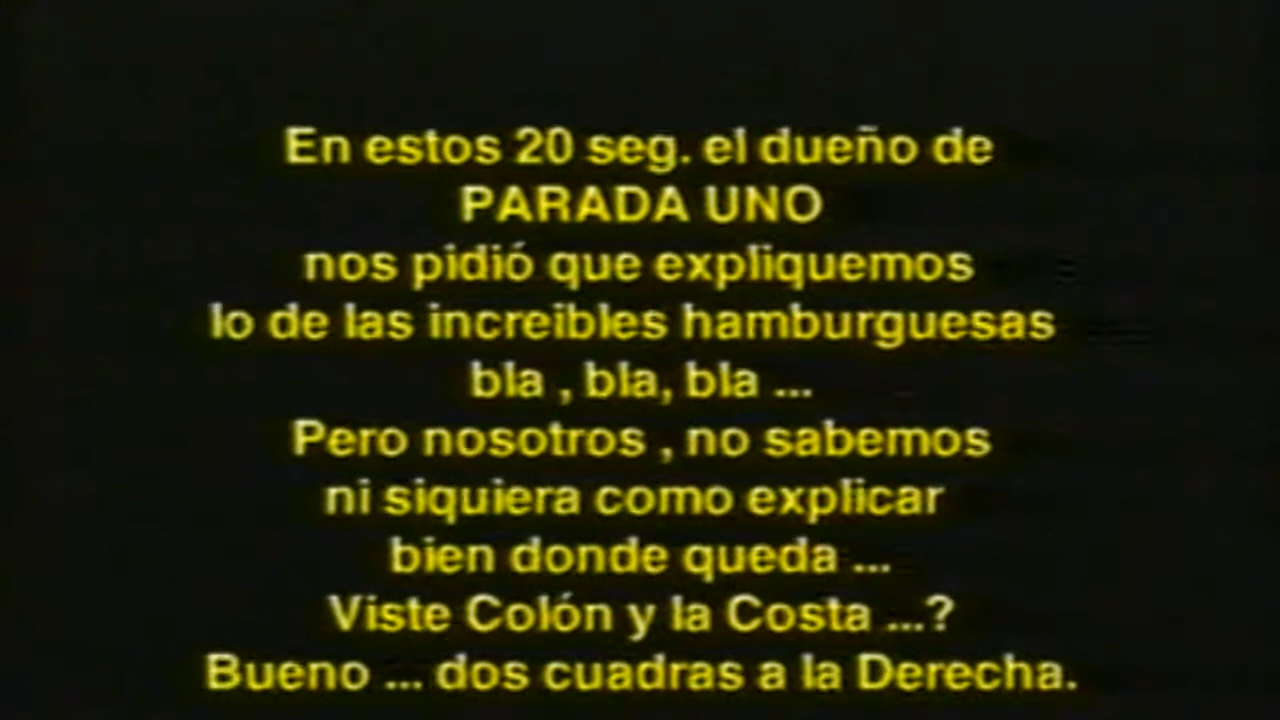 En estos 20 seg. el dueño de
PARADA UNO
nos pidió que expliquemos
lo de las increibles hamburguesas
bla , bla, bla ...
Pero nosotros , no sabemos
ni siquiera como explicar
bien donde queda ...
Viste Colón y la Costa ...?
Bueno ... dos cuadras a la Derecha.